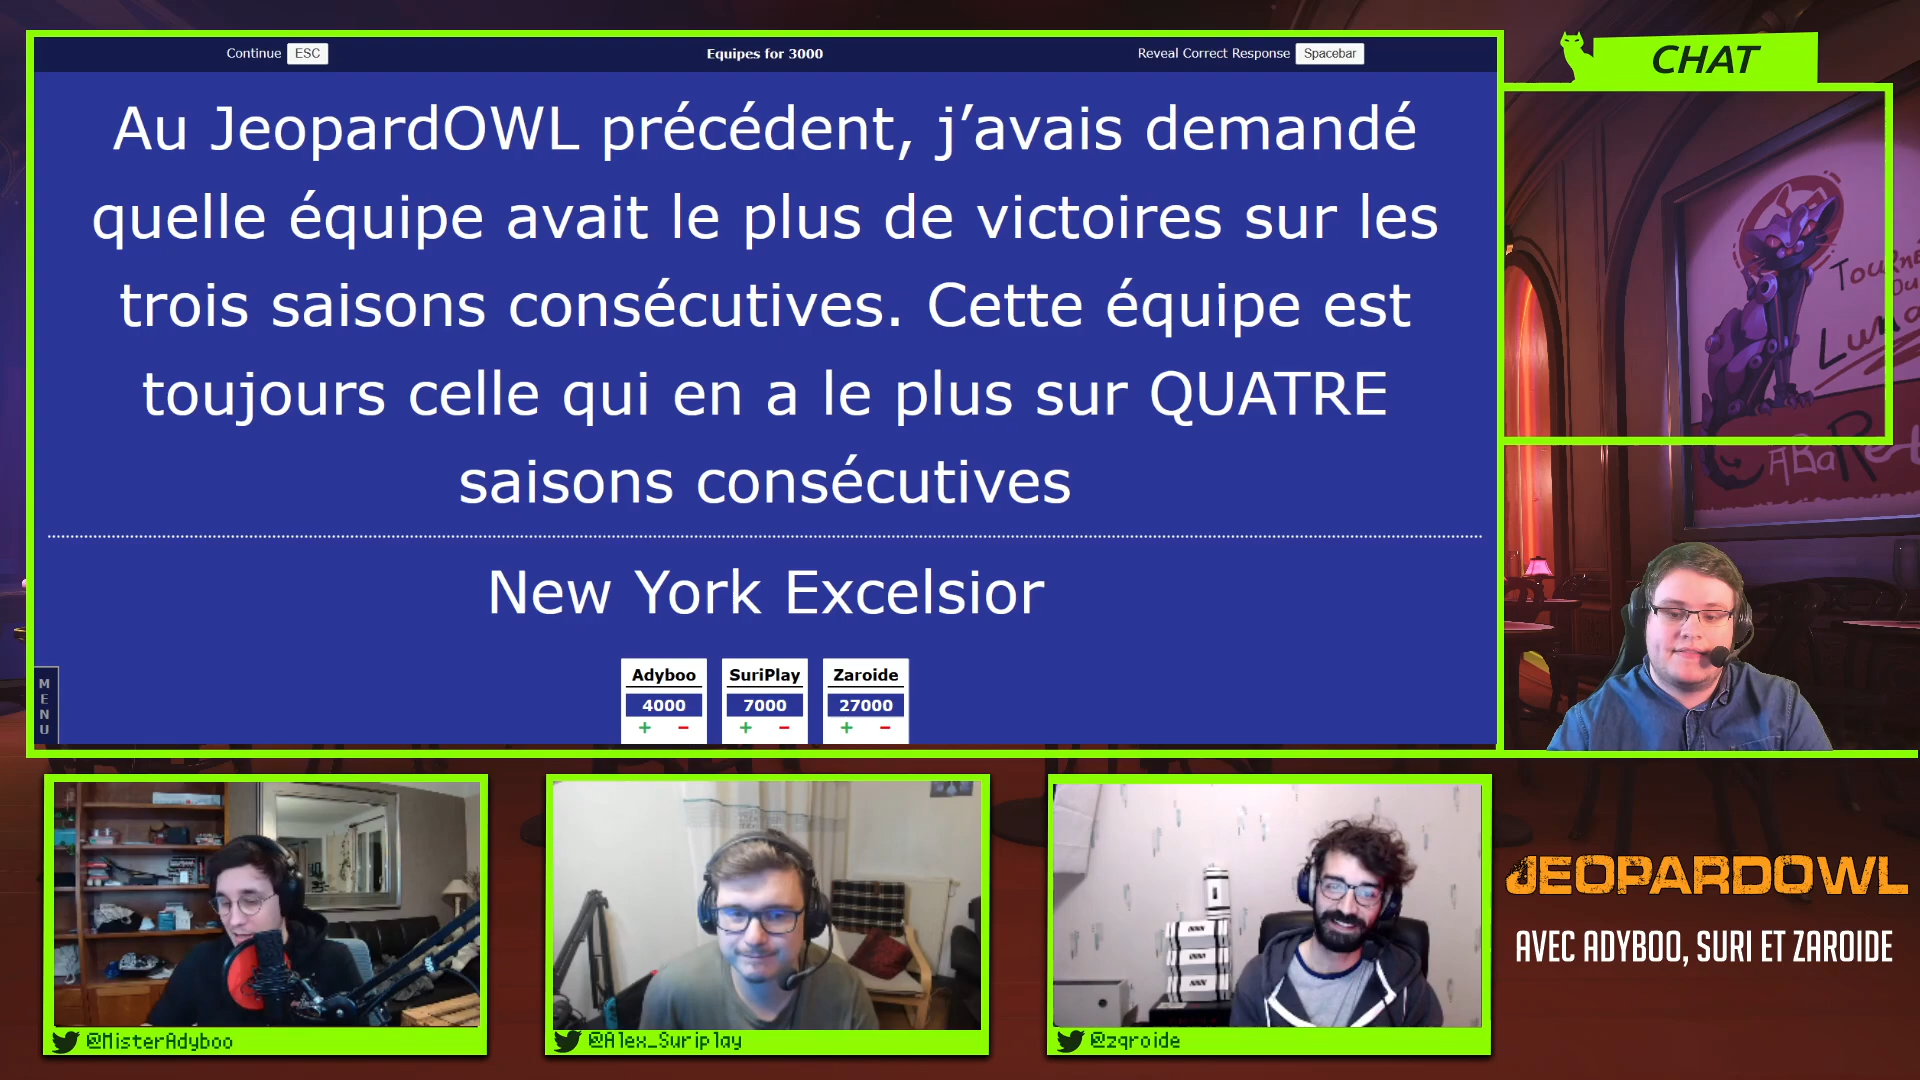 Continue ESC
Equipes for 3000
Reveal Correct Response Spacebar
CHAT
Au JeopardOWL précédent, j’avais demandé
quelle équipe avait le plus de victoires sur les
trois saisons consécutives. Cette équipe est
toujours celle qui en a le plus sur QUATRE
saisons consécutives
New York Excelsior
MENU
Adyboo SuriPlay Zaroide
4000 7000 27000
+ − + − + −
CABaRet
@MisterAdyboo
@Alex_Suriplay
@zqroide
JEOPARDOWL
AVEC ADYBOO, SURI ET ZAROIDE